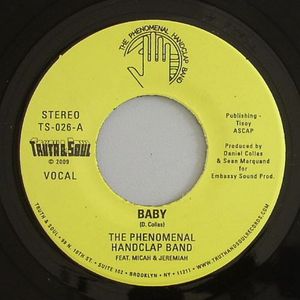 THE PHENOMENAL HANDCLAP BAND
STEREO
TS-026-A
TRUTH & SOUL
© 2009
VOCAL
Publishing -
Tisoy
ASCAP
Produced by
Daniel Collas
& Sean Marquand
for
Embassy Sound Prod.
BABY
(D. Collas)
THE PHENOMENAL
HANDCLAP BAND
FEAT. MICAH & JEREMIAH
TRUTH & SOUL • 99 N. 10TH ST. • SUITE 102 • BROOKLYN, NY • 11211 • WWW.TRUTHANDSOULRECORDS.COM